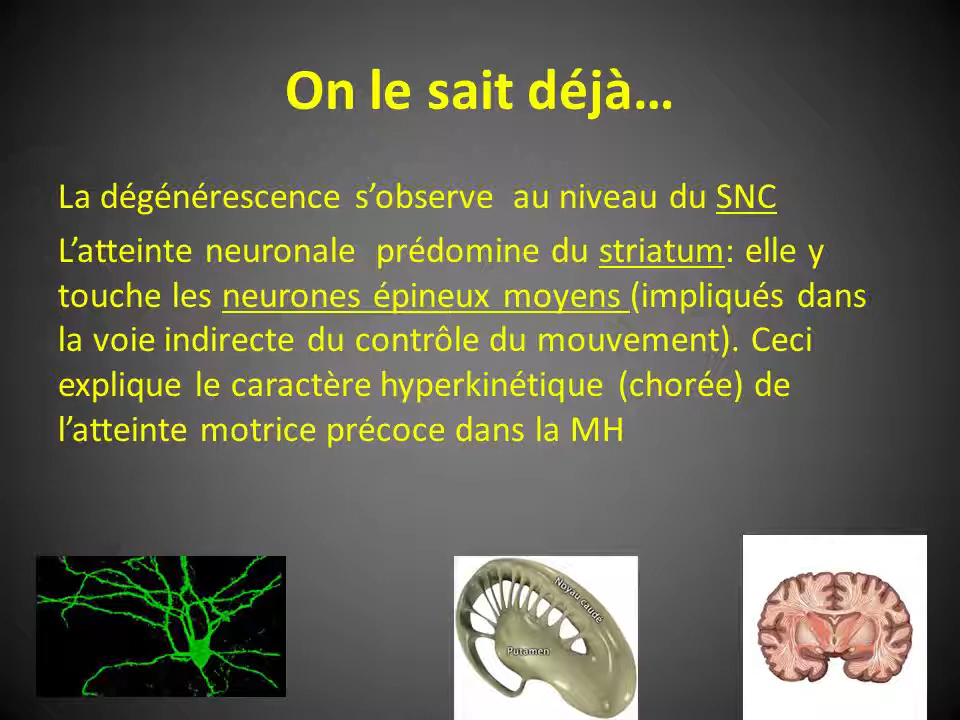 On le sait déjà…
La dégénérescence s’observe au niveau du SNC
L’atteinte neuronale prédomine du striatum: elle y
touche les neurones épineux moyens (impliqués dans
la voie indirecte du contrôle du mouvement). Ceci
explique le caractère hyperkinétique (chorée) de
l’atteinte motrice précoce dans la MH
Noyau caudé
Putamen